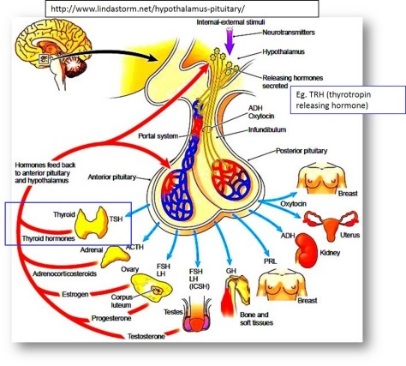 http://www.lindastorm.net/hypothalamus-pituitary/
Internal-external stimuli
Neurotransmitters
Hypothalamus
Releasing hormones
secreted
Eg. TRH (thyrotropin
releasing hormone)
ADH
Oxytocin
Infundibulum
Portal system
Posterior pituitary
Hormones feed back
to anterior pituitary
and hypothalamus
Anterior pituitary
Breast
Oxytocin
Thyroid
TSH
Thyroid hormones
Uterus
ADH
Adrenal
ACTH
Kidney
Adrenocorticosteroids
Ovary
FSH
LH
FSH
LH
(ICSH)
GH
PRL
Estrogen
Corpus
luteum
Testes
Breast
Bone and
soft tissues
Progesterone
Testosterone